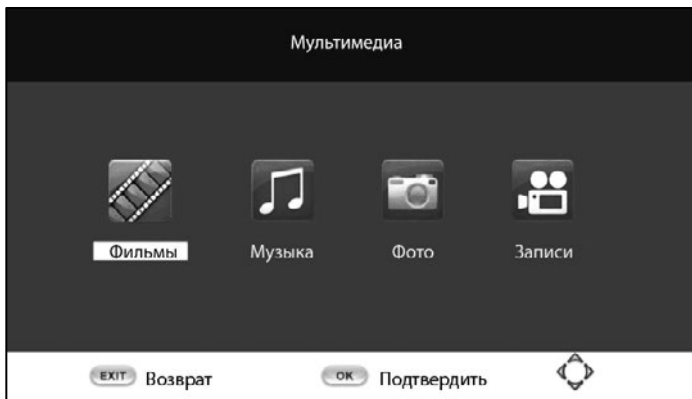 Мультимедиа
Фильмы Музыка Фото Записи
EXIT Возврат OK Подтвердить